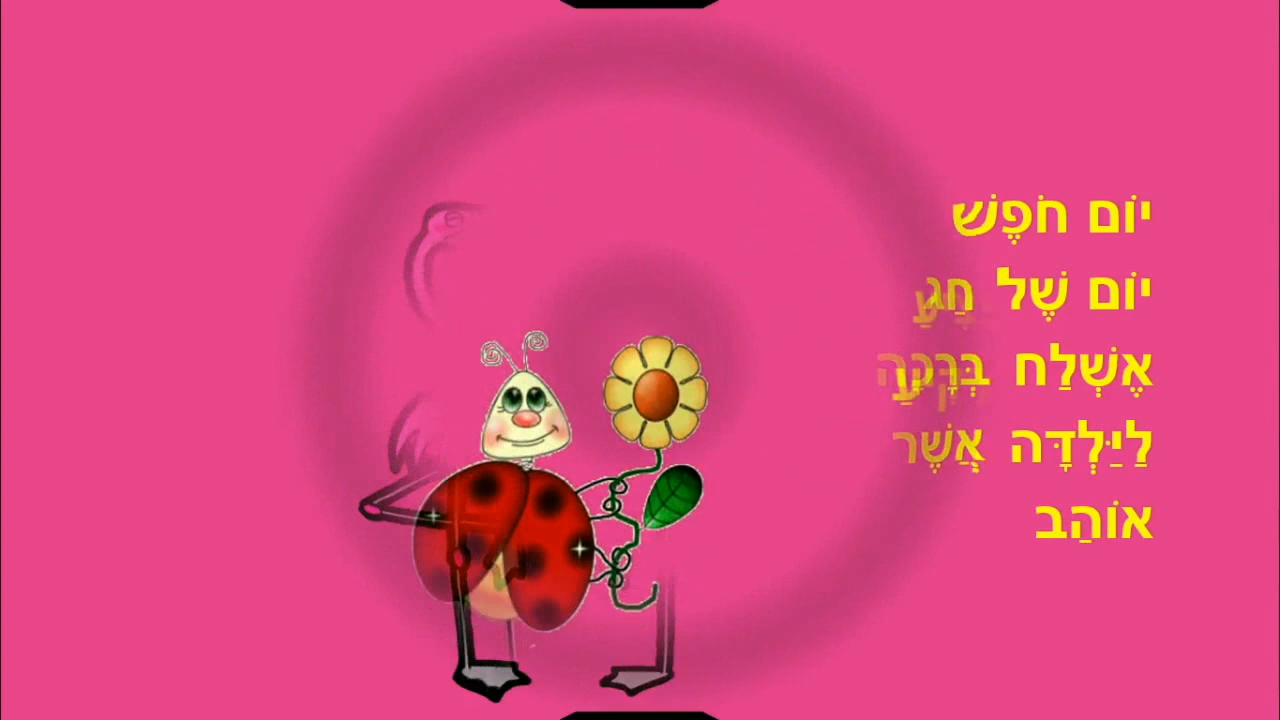 יוֹם חֹפֶשׁ
יוֹם שֶׁל חַג
אֶשְׁלַח בְּרָכָה
לַיַּלְדָּה אֲשֶׁר
אוֹהַב